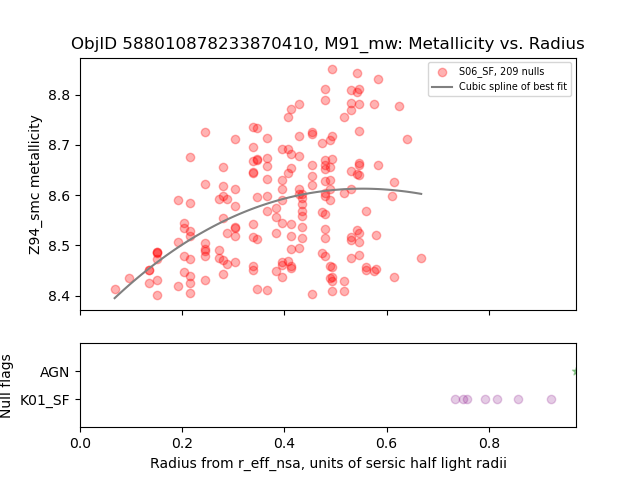 ObjID 588010878233870410, M91_mw: Metallicity vs. Radius
S06_SF, 209 nulls
Cubic spline of best fit
Z94_smc metallicity
8.8
8.7
8.6
8.5
8.4
Null flags
AGN
K01_SF
0.0 0.2 0.4 0.6 0.8
Radius from r_eff_nsa, units of sersic half light radii